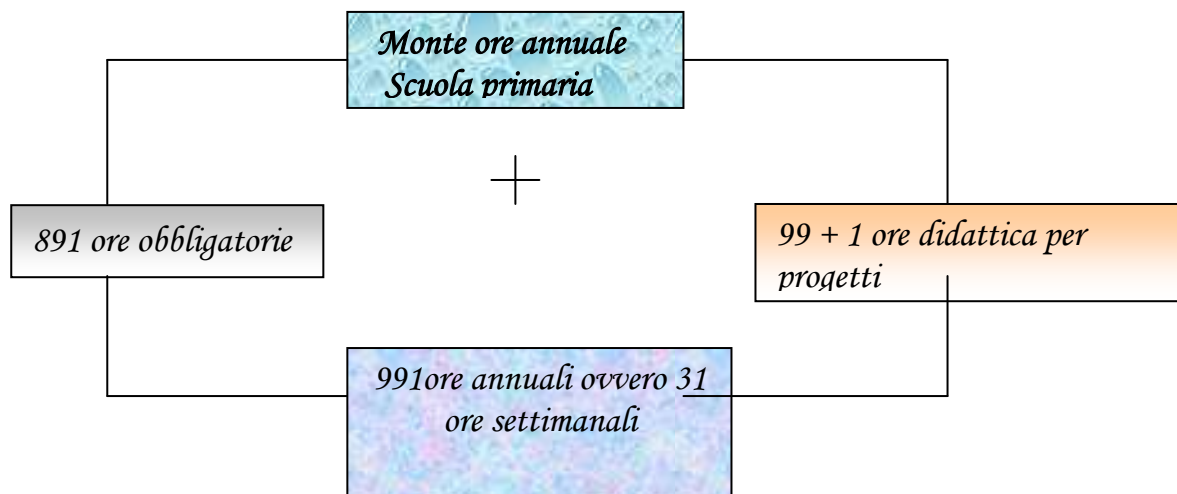 Monte ore annuale
Scuola primaria
891 ore obbligatorie
99 + 1 ore didattica per
progetti
991ore annuali ovvero 31
ore settimanali